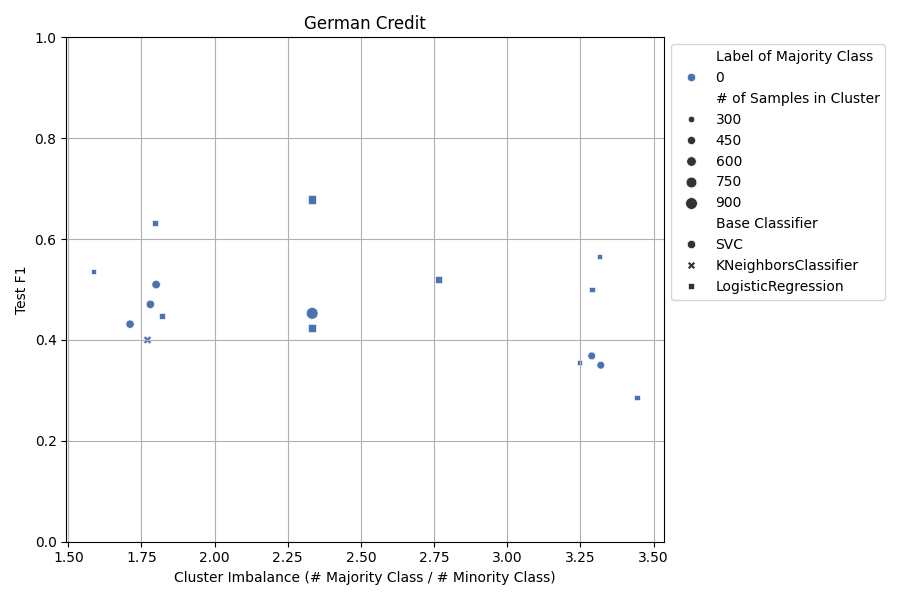 German Credit
Test F1
1.0
0.8
0.6
0.4
0.2
0.0
1.50 1.75 2.00 2.25 2.50 2.75 3.00 3.25 3.50
Cluster Imbalance (# Majority Class / # Minority Class)
Label of Majority Class
0
# of Samples in Cluster
300
450
600
750
900
Base Classifier
SVC
KNeighborsClassifier
LogisticRegression